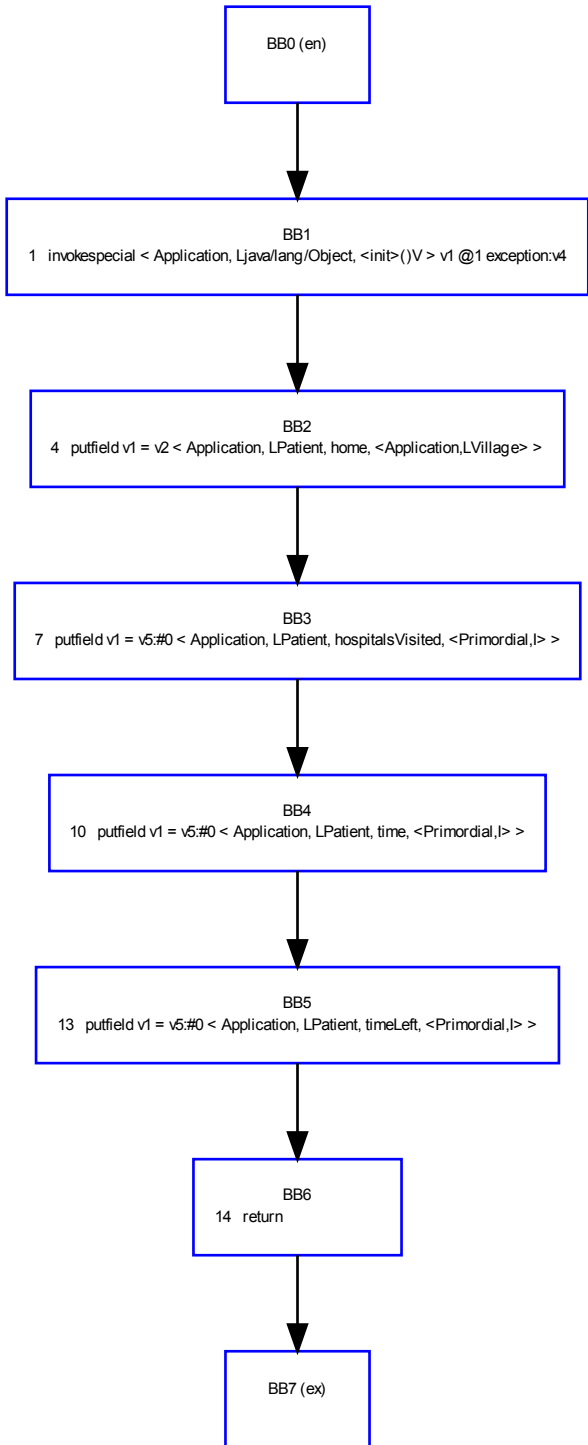 BB0 (en)
BB1
1 invokespecial < Application, Ljava/lang/Object, <init>()V > v1 @1 exception:v4
BB2
4 putfield v1 = v2 < Application, LPatient, home, <Application,LVillage> >
BB3
7 putfield v1 = v5:#0 < Application, LPatient, hospitalsVisited, <Primordial,I> >
BB4
10 putfield v1 = v5:#0 < Application, LPatient, time, <Primordial,I> >
BB5
13 putfield v1 = v5:#0 < Application, LPatient, timeLeft, <Primordial,I> >
BB6
14 return
BB7 (ex)